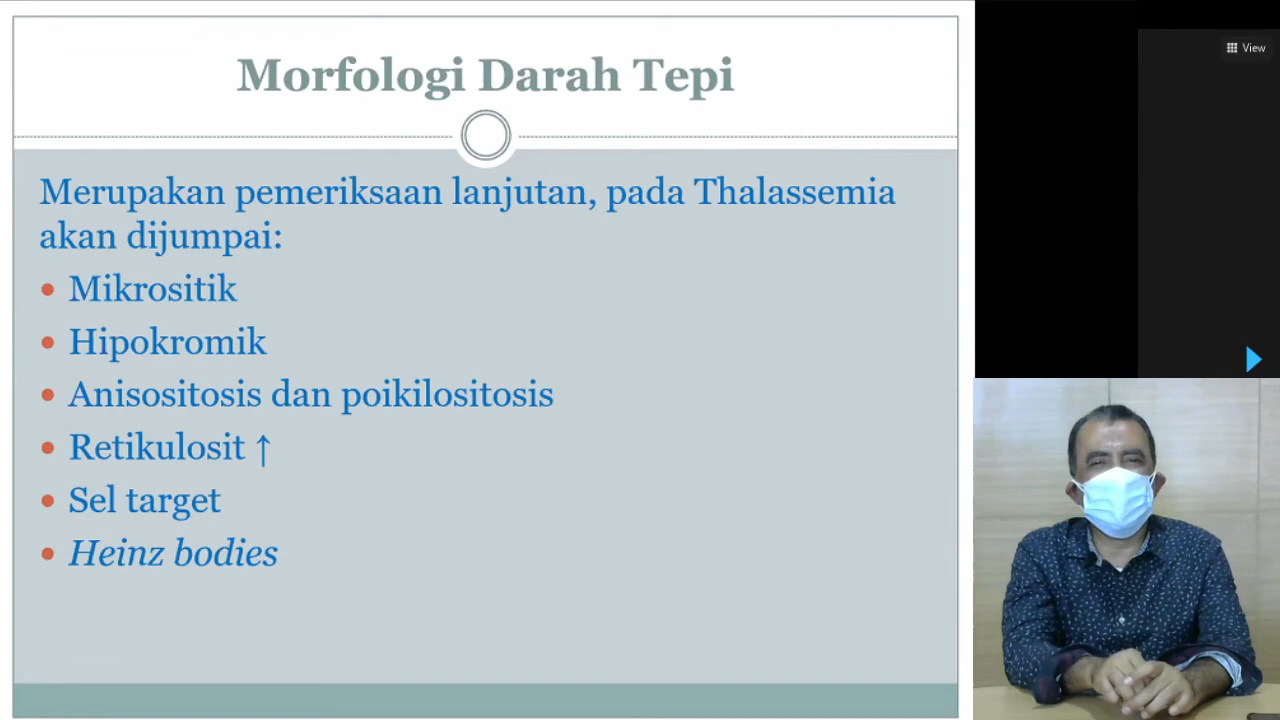 Morfologi Darah Tepi
View
Merupakan pemeriksaan lanjutan, pada Thalassemia
akan dijumpai:
• Mikrositik
• Hipokromik
• Anisositosis dan poikilositosis
• Retikulosit ↑
• Sel target
• Heinz bodies